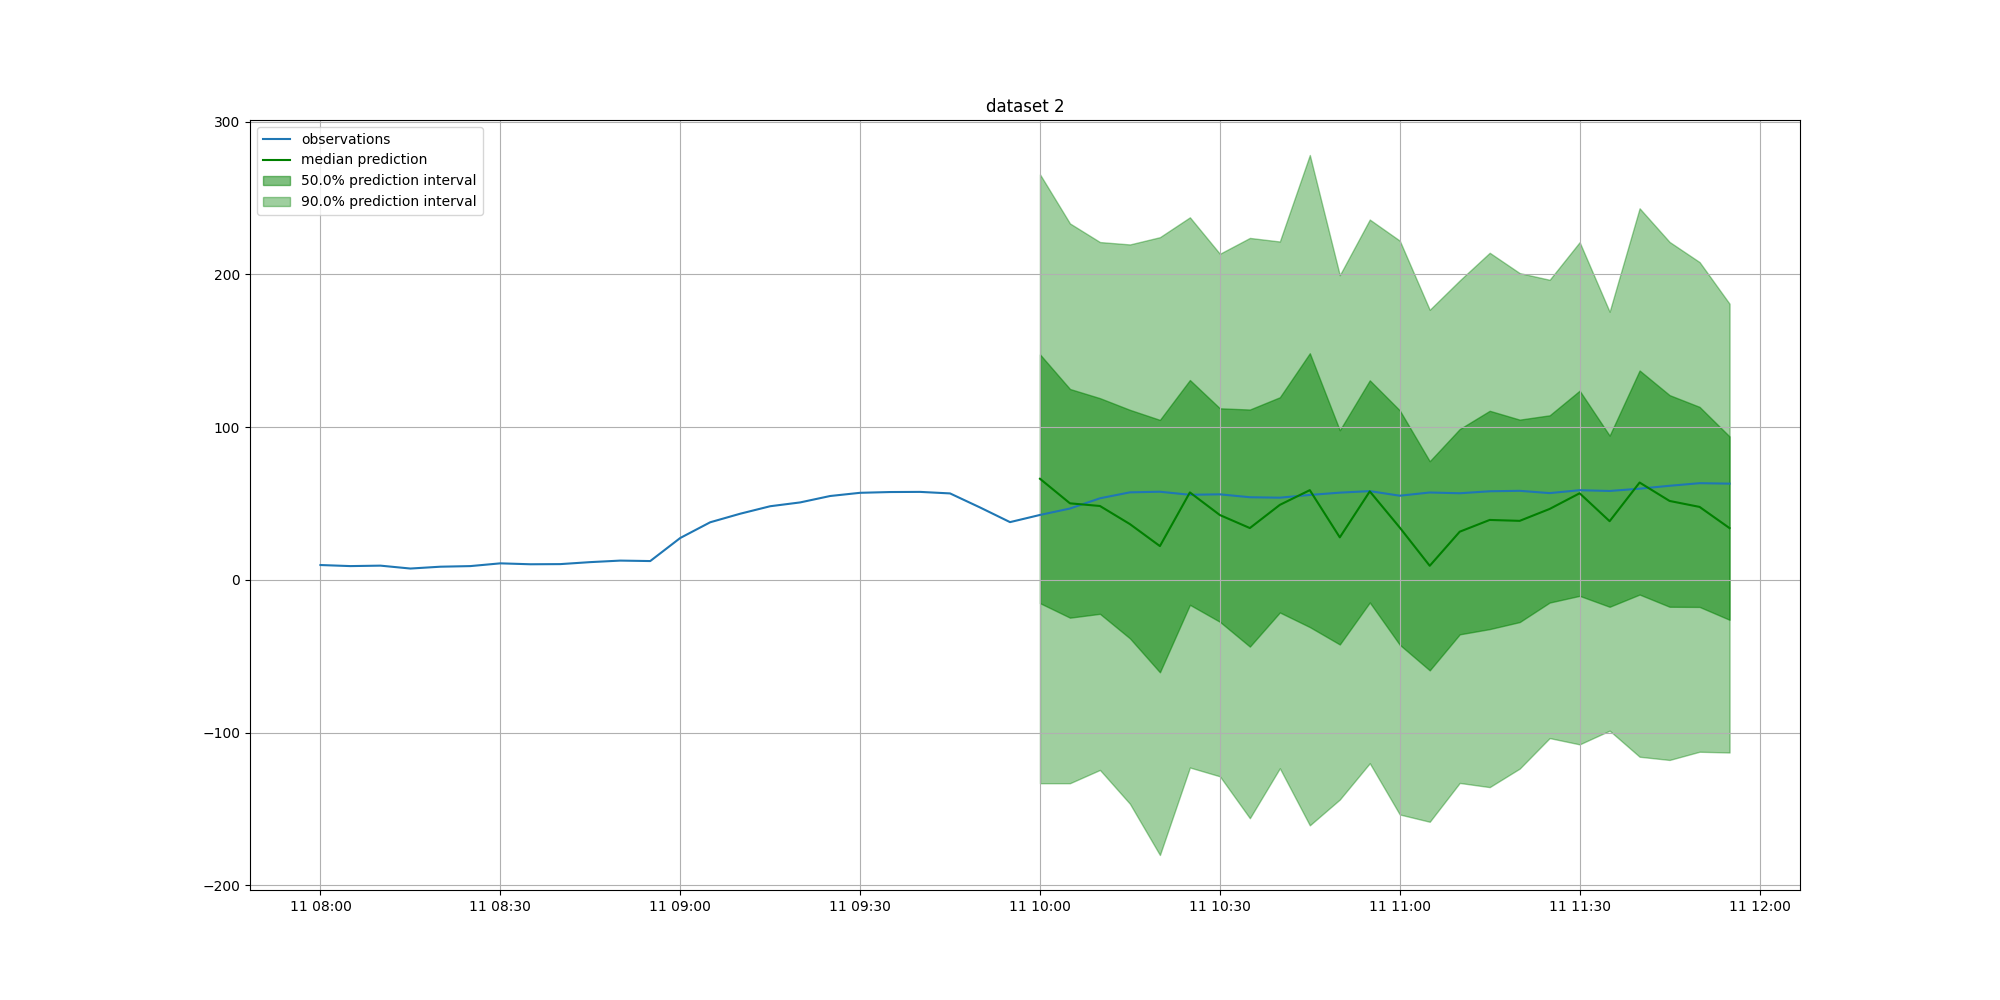 dataset 2
300
observations
median prediction
50.0% prediction interval
90.0% prediction interval
200
100
0
−100
−200
11 08:00 11 08:30 11 09:00 11 09:30 11 10:00 11 10:30 11 11:00 11 11:30 11 12:00